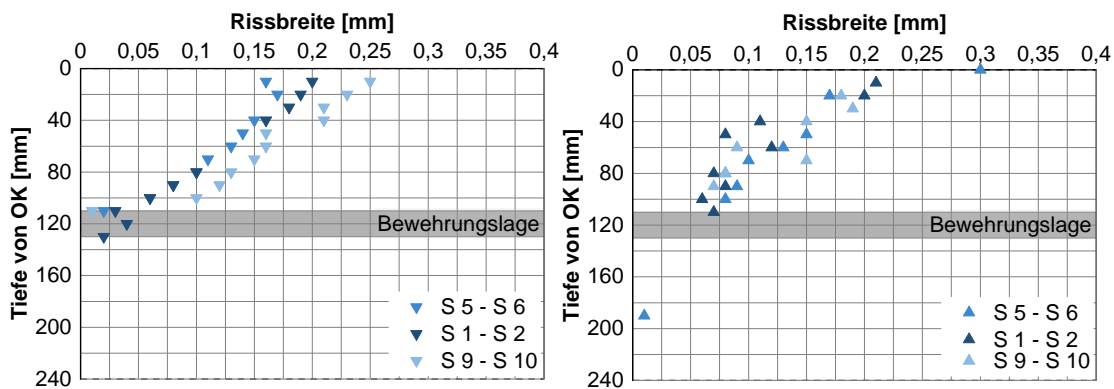 Rissbreite [mm]
0 0,05 0,1 0,15 0,2 0,25 0,3 0,35 0,4
Tiefe von OK [mm]
0
40
80
120
160
200
240
Bewehrungslage
S 5 - S 6
S 1 - S 2
S 9 - S 10
Rissbreite [mm]
0 0,05 0,1 0,15 0,2 0,25 0,3 0,35 0,4
Tiefe von OK [mm]
0
40
80
120
160
200
240
Bewehrungslage
S 5 - S 6
S 1 - S 2
S 9 - S 10